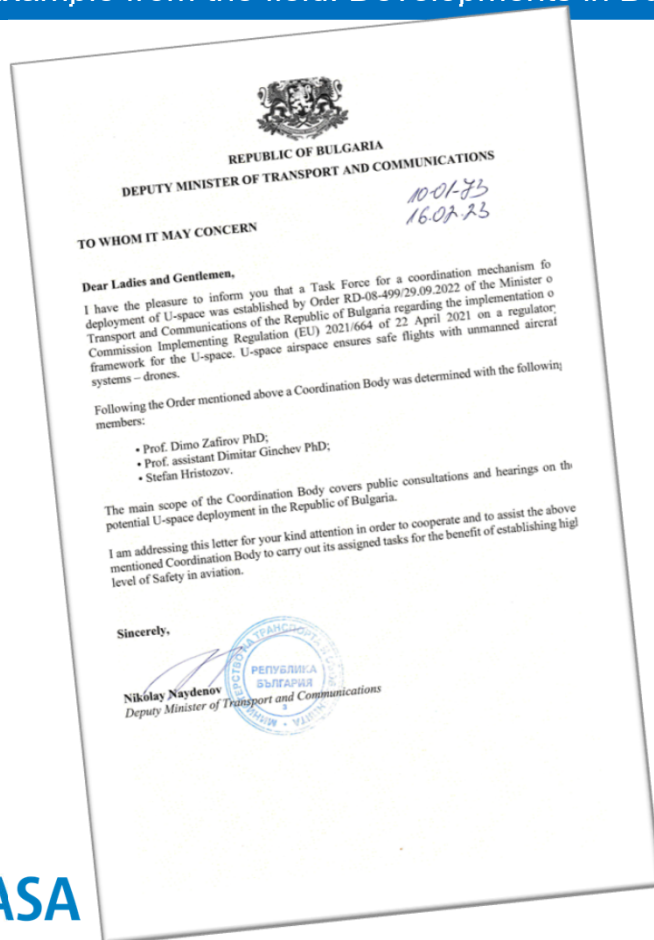 REPUBLIC OF BULGARIA
DEPUTY MINISTER OF TRANSPORT AND COMMUNICATIONS
10-01-73
16.02.23
TO WHOM IT MAY CONCERN
Dear Ladies and Gentlemen,
I have the pleasure to inform you that a Task Force for a coordination mechanism fo
deployment of U-space was established by Order RD-08-499/29.09.2022 of the Minister o
Transport and Communications of the Republic of Bulgaria regarding the implementation o
Commission Implementing Regulation (EU) 2021/664 of 22 April 2021 on a regulator
framework for the U-space. U-space airspace ensures safe flights with unmanned aircraf
systems – drones.
Following the Order mentioned above a Coordination Body was determined with the following
members:
• Prof. Dimo Zafirov PhD;
• Prof. assistant Dimitar Ginchev PhD;
• Stefan Hristozov.
The main scope of the Coordination Body covers public consultations and hearings on the
potential U-space deployment in the Republic of Bulgaria.
I am addressing this letter for your kind attention in order to cooperate and to assist the above
mentioned Coordination Body to carry out its assigned tasks for the benefit of establishing higl
level of Safety in aviation.
Sincerely,
РЕПУБЛИКА
БЪЛГАРИЯ
Nikolay Naydenov
Deputy Minister of Transport and Communications
ASA